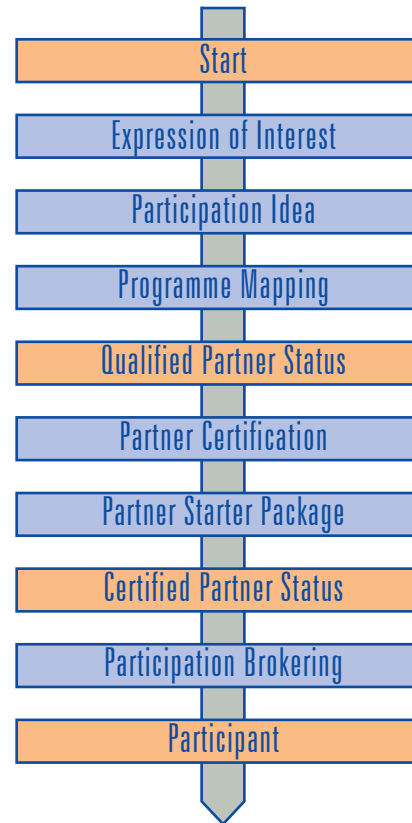 Start
Expression of Interest
Participation Idea
Programme Mapping
Qualified Partner Status
Partner Certification
Partner Starter Package
Certified Partner Status
Participation Brokering
Participant